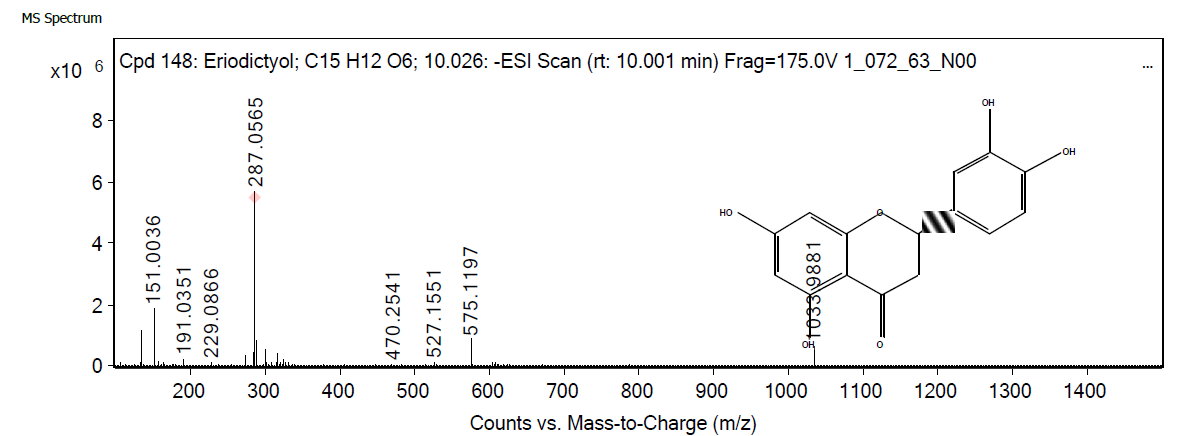 MS Spectrum
x10 6
Cpd 148: Eriodictyol; C15 H12 O6; 10.026: -ESI Scan (rt: 10.001 min) Frag=175.0V 1_072_63_N00
...
8
6
4
2
0
151.0036
191.0351
229.0866
287.0565
470.2541
527.1551
575.1197
1033.9881
OH
OH
HO
O
OH
O
200 300 400 500 600 700 800 900 1000 1100 1200 1300 1400
Counts vs. Mass-to-Charge (m/z)